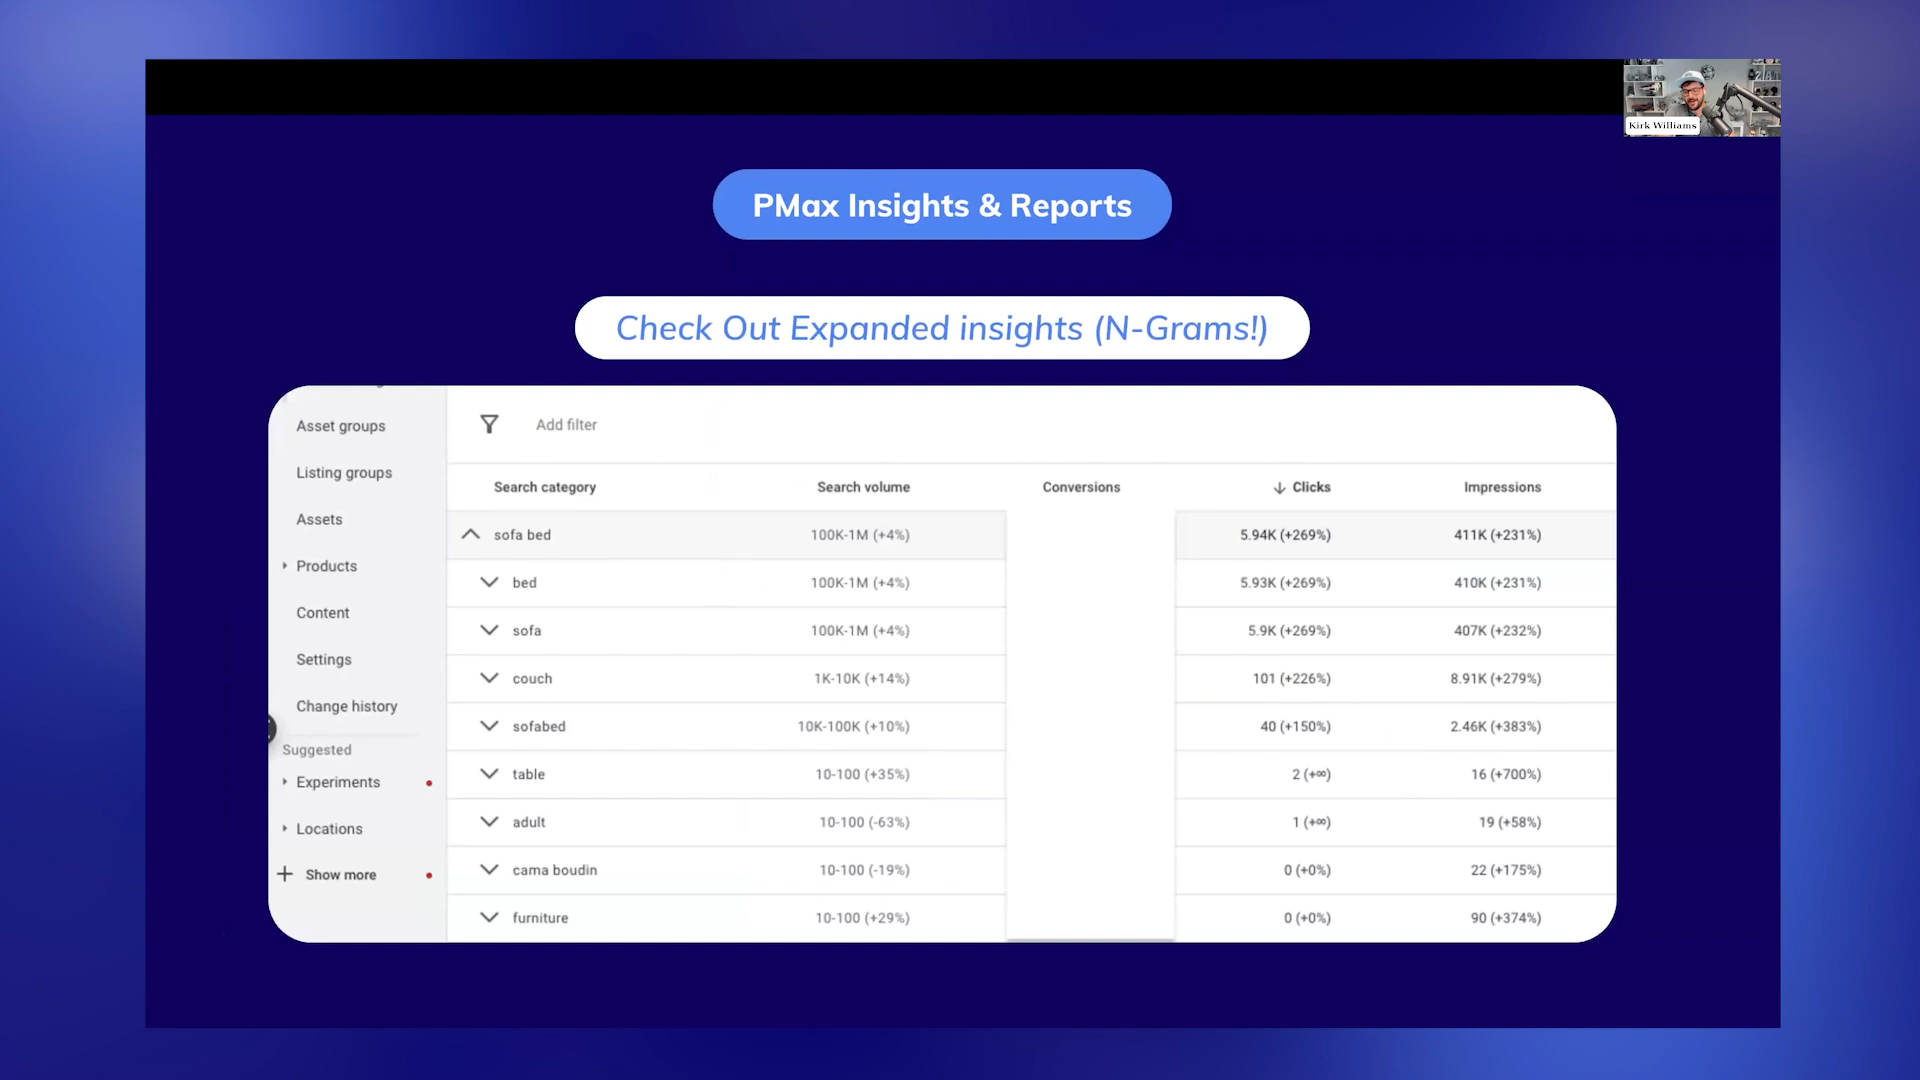 Kirk Williams
PMax Insights & Reports
Check Out Expanded insights (N-Grams!)
Asset groups
Listing groups
Assets
Products
Content
Settings
Change history
Suggested
Experiments
Locations
Show more
Add filter
Search category Search volume Conversions Clicks Impressions
sofa bed 100K-1M (+4%) 5.94K (+269%) 411K (+231%)
bed 100K-1M (+4%) 5.93K (+269%) 410K (+231%)
sofa 100K-1M (+4%) 5.9K (+269%) 407K (+232%)
couch 1K-10K (+14%) 101 (+226%) 8.91K (+279%)
sofabed 10K-100K (+10%) 40 (+150%) 2.46K (+383%)
table 10-100 (+35%) 2 (+∞) 16 (+700%)
adult 10-100 (-63%) 1 (+∞) 19 (+58%)
cama boudin 10-100 (-19%) 0 (+0%) 22 (+175%)
furniture 10-100 (+29%) 0 (+0%) 90 (+374%)